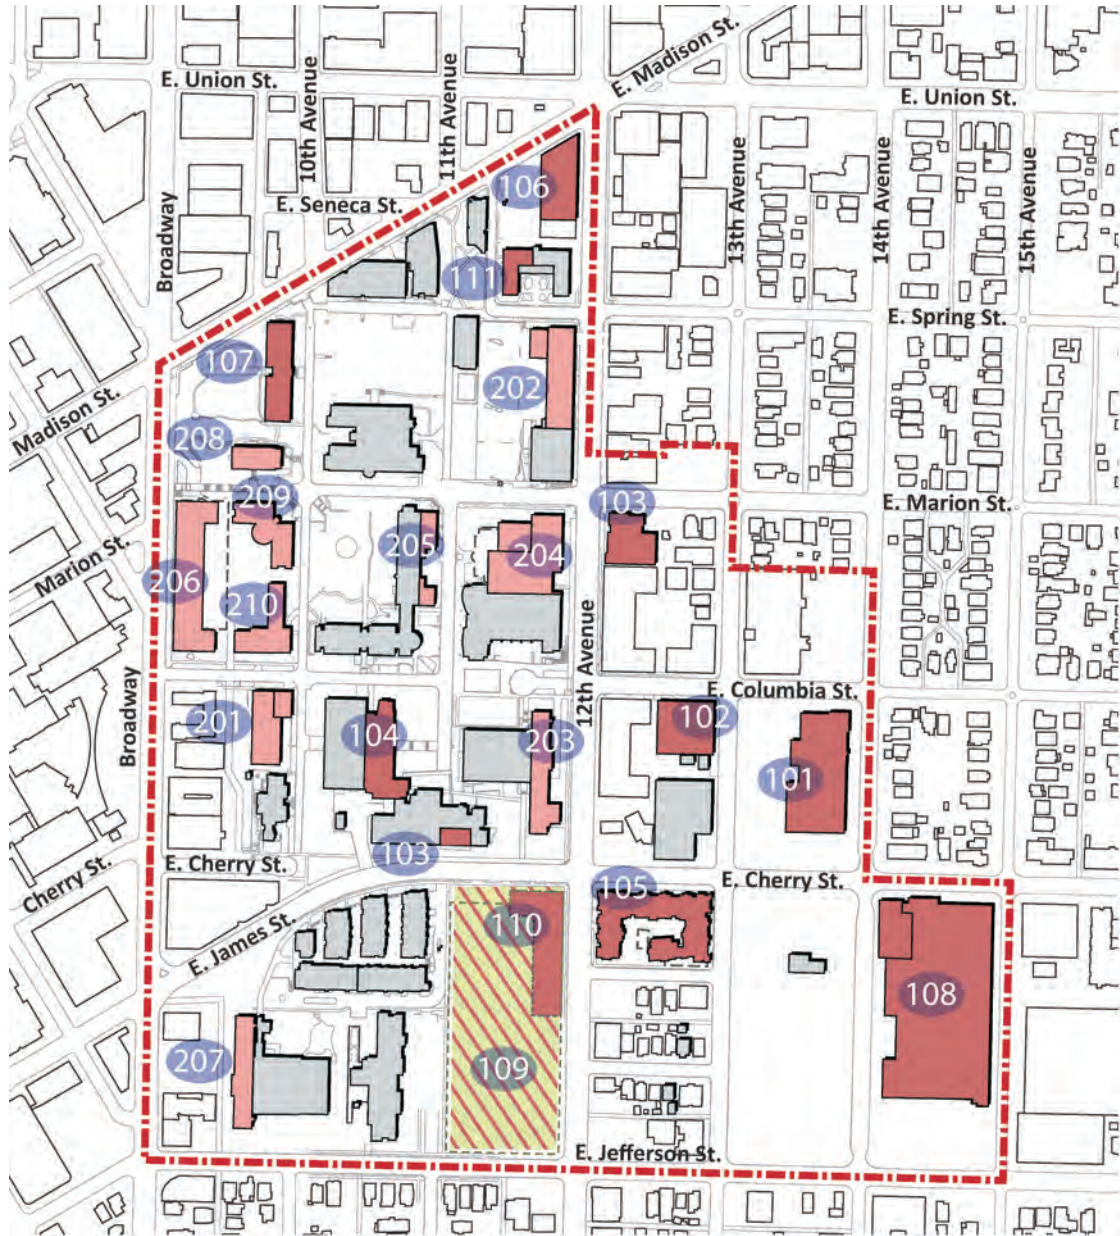 E. Madison St.
E. Union St.
E. Union St.
10th Avenue
11th Avenue
13th Avenue
14th Avenue
15th Avenue
106
E. Seneca St.
Broadway
111
E. Spring St.
107
202
Madison St.
208
209
103
E. Marion St.
205
204
Marion St.
206
210
12th Avenue
E. Columbia St.
201
104
203
102
Broadway
101
103
E. Cherry St.
E. Cherry St.
Cherry St.
105
110
E. James St.
108
207
109
E. Jefferson St.